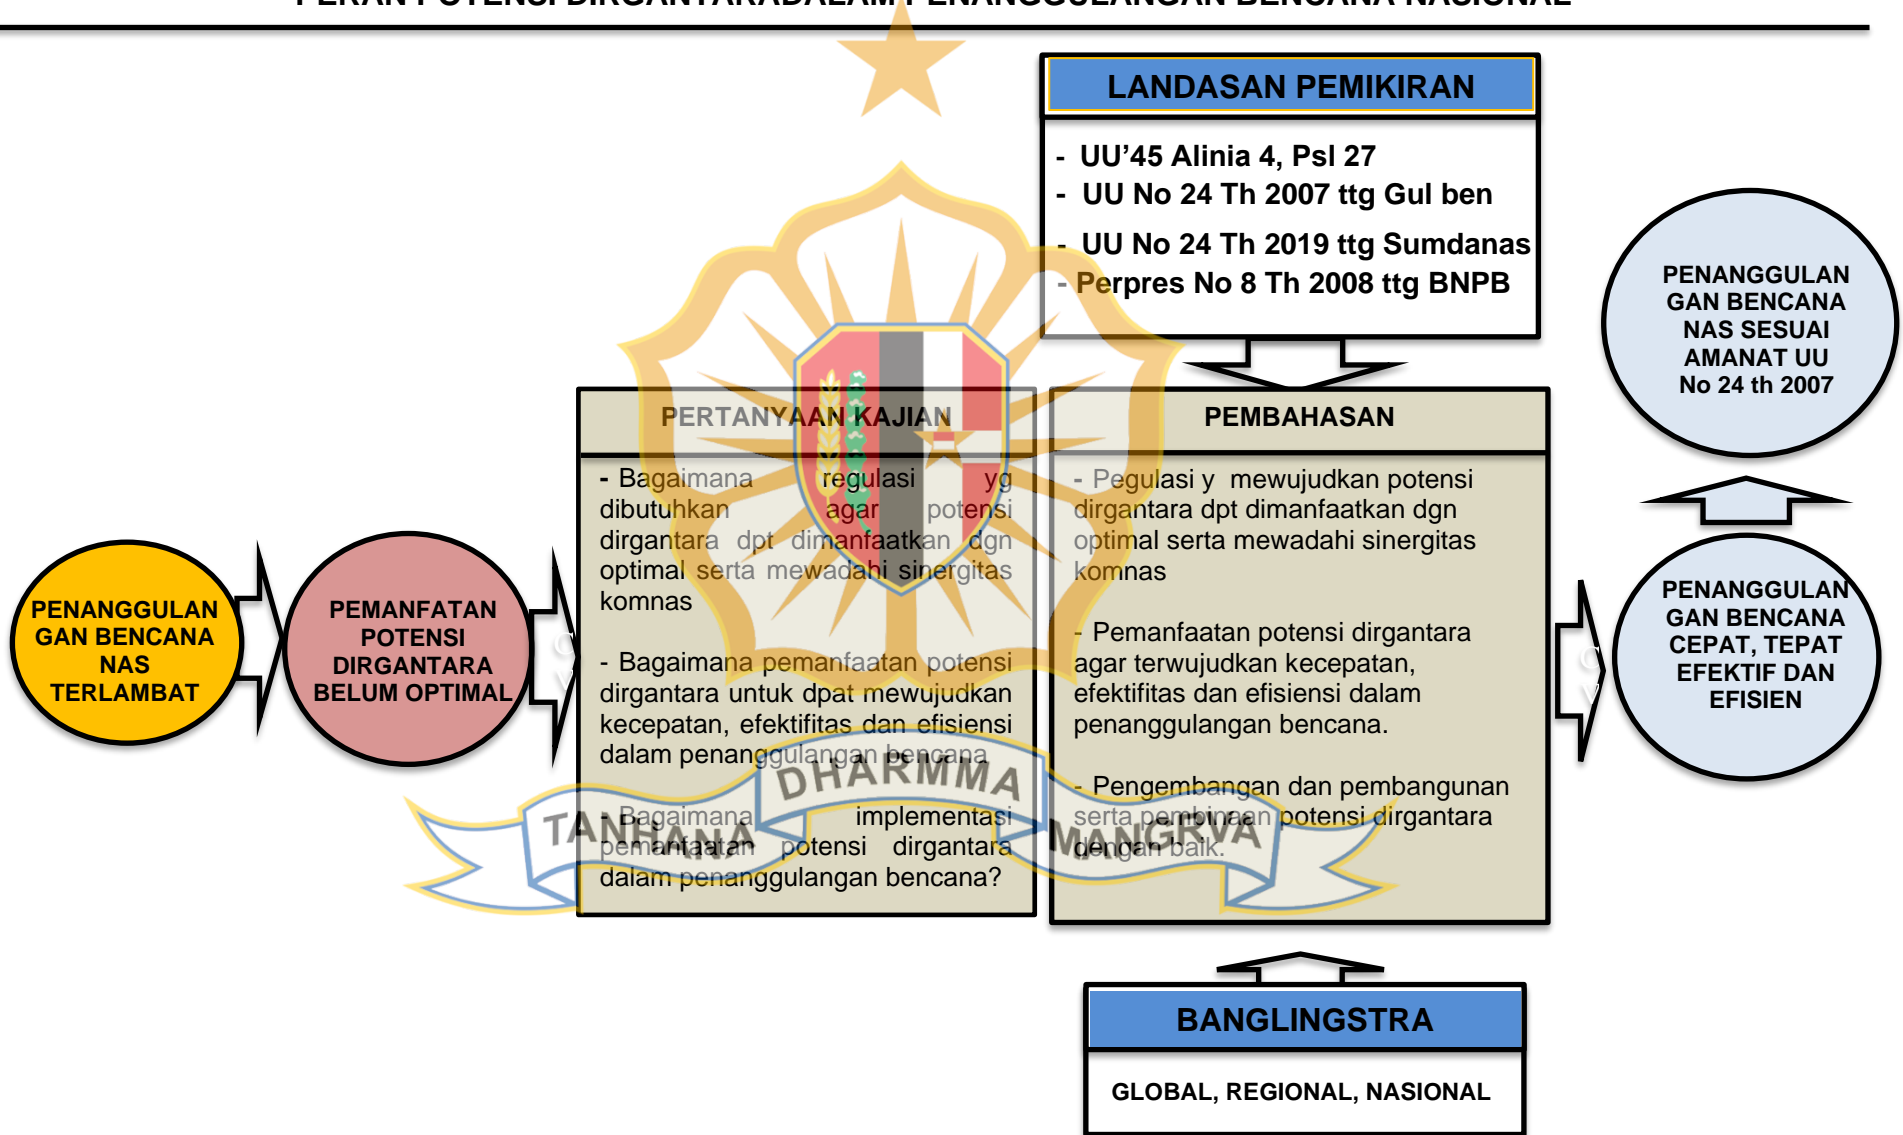 PERAN POTENSI DIRGANTARADALAM PENANGGULANGAN BENCANA NASIONAL
LANDASAN PEMIKIRAN
- UU’45 Alinia 4, Psl 27
- UU No 24 Th 2007 ttg Gul ben
- UU No 24 Th 2019 ttg Sumdanas
- Perpres No 8 Th 2008 ttg BNPB
PENANGGULAN
GAN BENCANA
NAS SESUAI
AMANAT UU
No 24 th 2007
PENANGGULAN
GAN BENCANA
NAS
TERLAMBAT
PEMANFATAN
POTENSI
DIRGANTARA
BELUM OPTIMAL
C
V
PERTANYAAN KAJIAN
- Bagaimana regulasi yg
dibutuhkan agar potensi
dirgantara dpt dimanfaatkan dgn
optimal serta mewadahi sinergitas
komnas
- Bagaimana pemanfaatan potensi
dirgantara untuk dpat mewujudkan
kecepatan, efektifitas dan efisiensi
dalam penanggulangan bencana
- Bagaimana implementasi
pemanfaatan potensi dirgantara
dalam penanggulangan bencana?
PEMBAHASAN
- Pegulasi y mewujudkan potensi
dirgantara dpt dimanfaatkan dgn
optimal serta mewadahi sinergitas
komnas
- Pemanfaatan potensi dirgantara
agar terwujudkan kecepatan,
efektifitas dan efisiensi dalam
penanggulangan bencana.
- Pengembangan dan pembangunan
serta pembinaan potensi dirgantara
dengan baik.
C
V
PENANGGULAN
GAN BENCANA
CEPAT, TEPAT
EFEKTIF DAN
EFISIEN
TANHANA DHARMMA MANGRVA
BANGLINGSTRA
GLOBAL, REGIONAL, NASIONAL